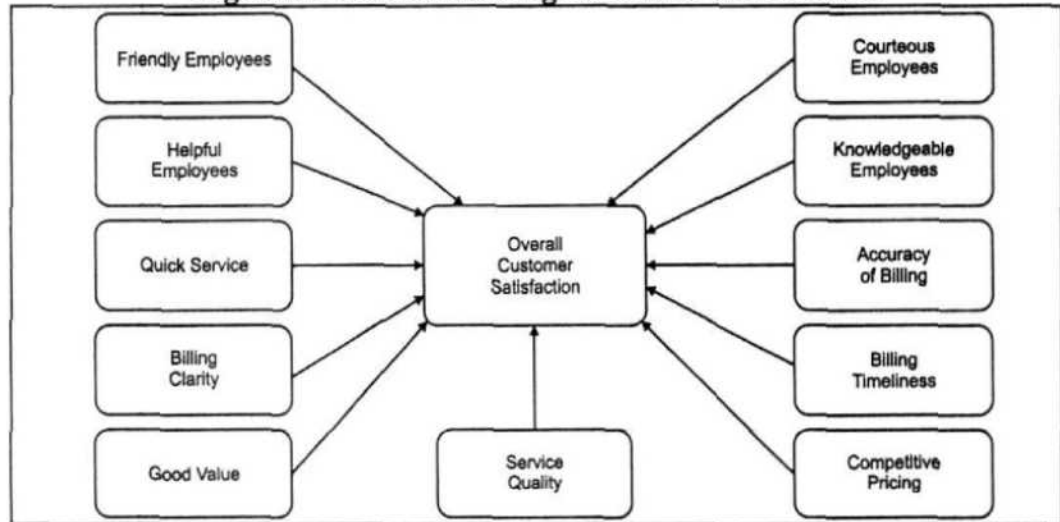 Friendly Employees
Helpful
Employees
Quick Service
Billing
Clarity
Good Value
Overall
Customer
Satisfaction
Service
Quality
Courteous
Employees
Knowledgeable
Employees
Accuracy
of Billing
Billing
Timeliness
Competitive
Pricing